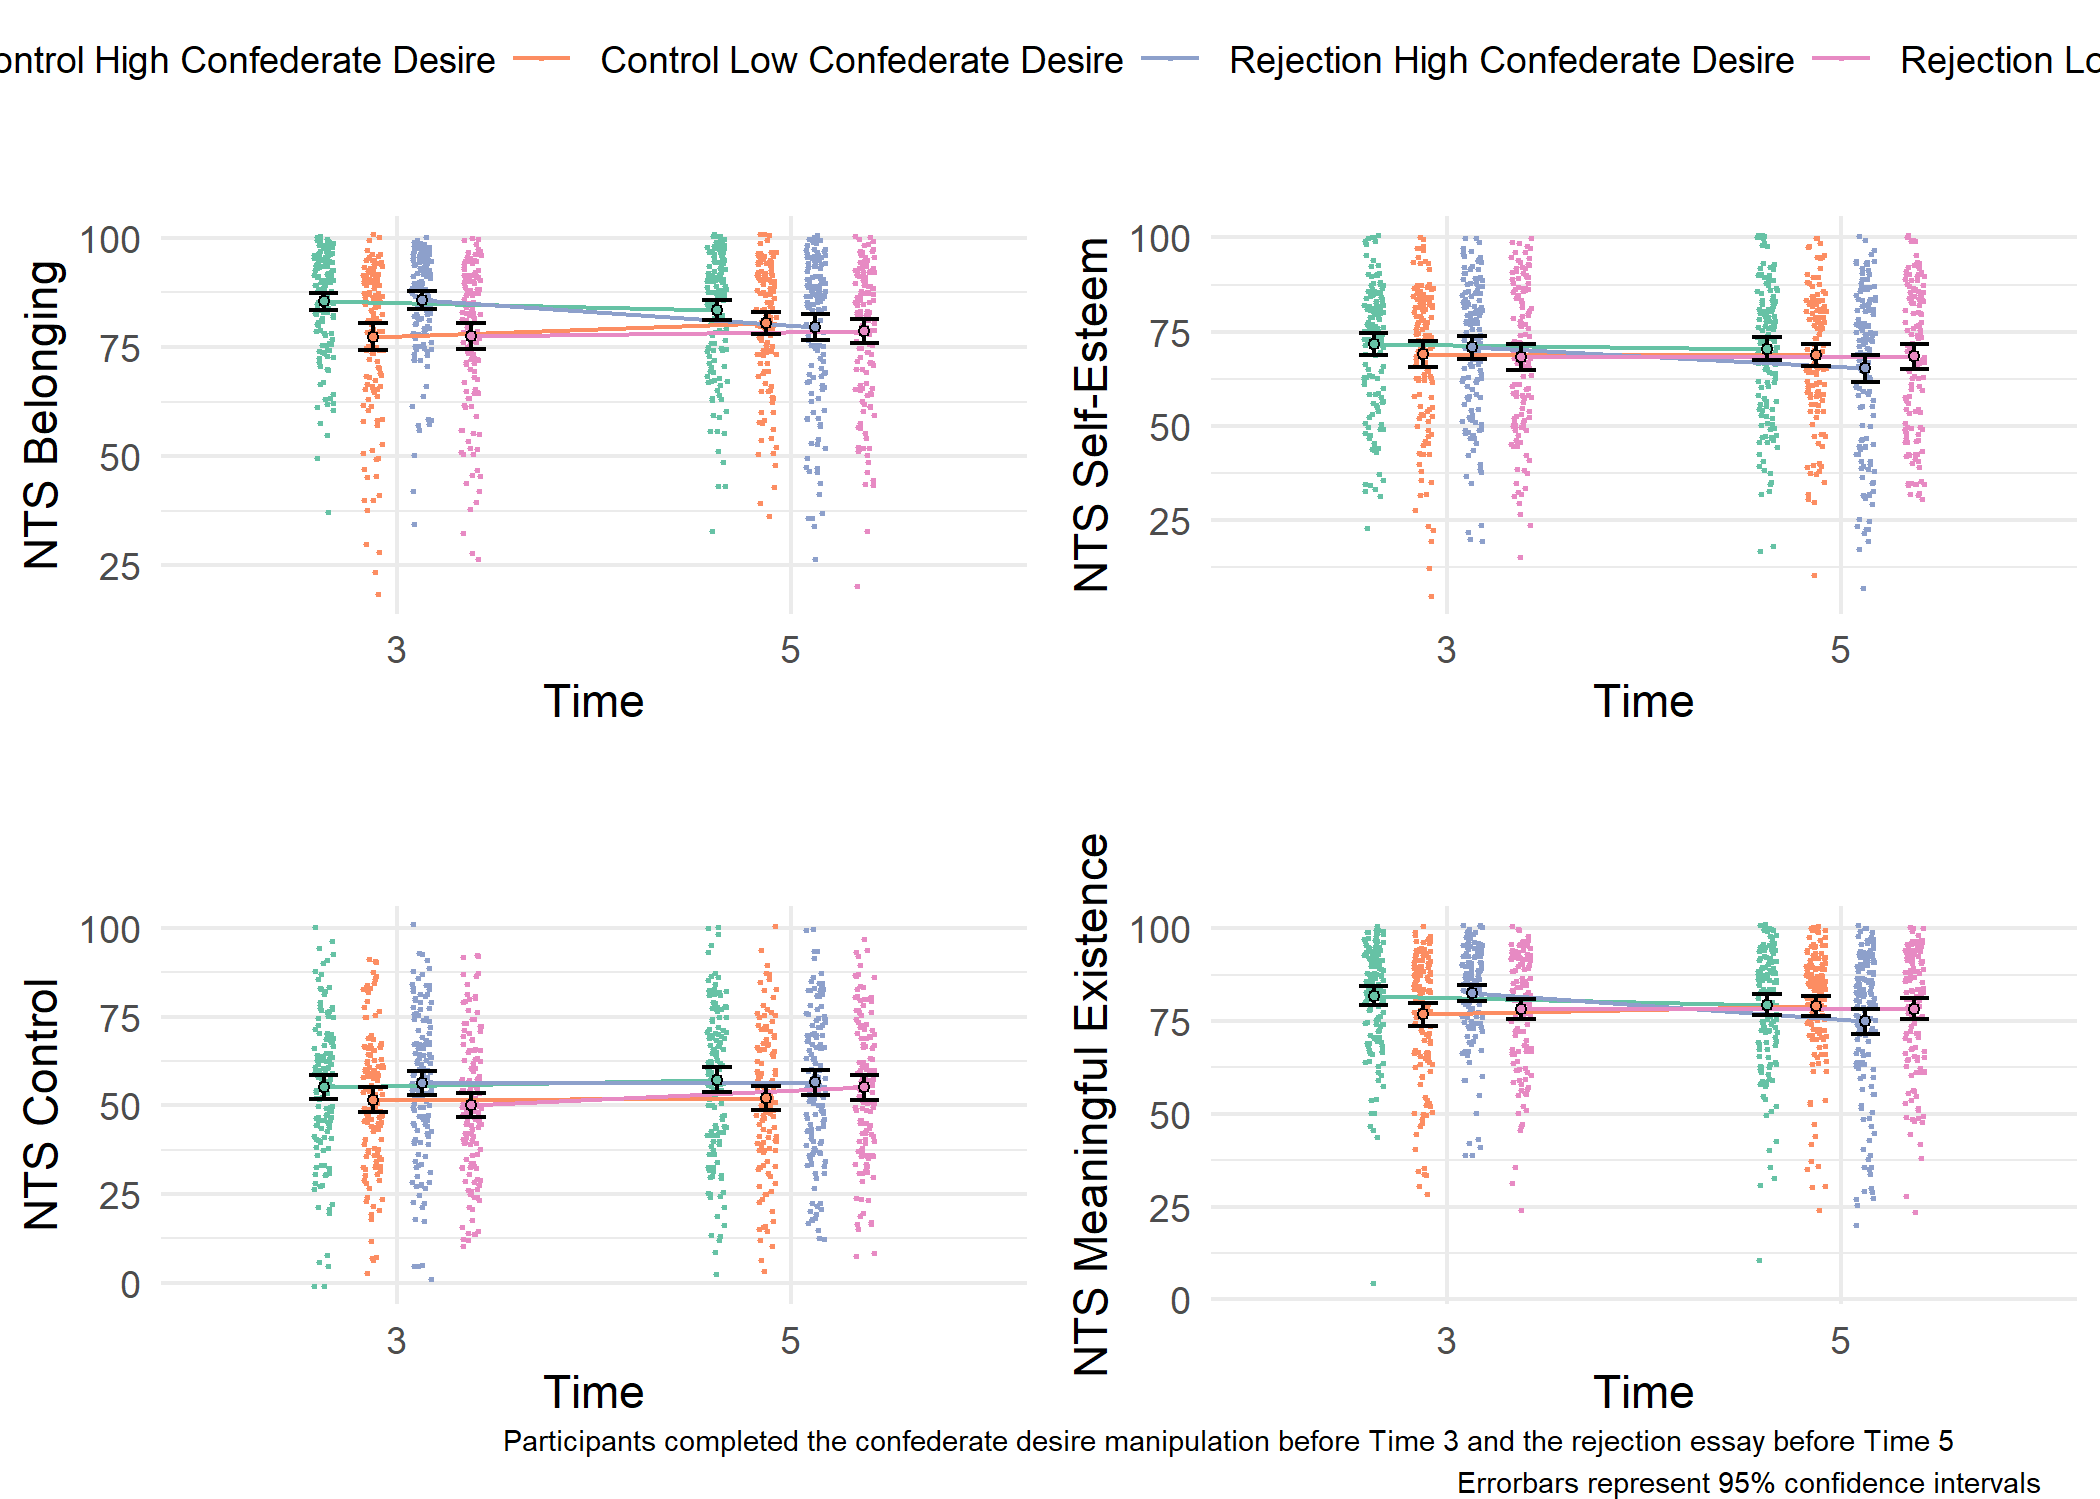 ontrol High Confederate Desire Control Low Confederate Desire Rejection High Confederate Desire Rejection Lo
NTS Belonging
100
75
50
25
3 5
Time
NTS Self-Esteem
100
75
50
25
3 5
Time
NTS Control
100
75
50
25
0
3 5
Time
NTS Meaningful Existence
100
75
50
25
0
3 5
Time
Participants completed the confederate desire manipulation before Time 3 and the rejection essay before Time 5
Errorbars represent 95% confidence intervals